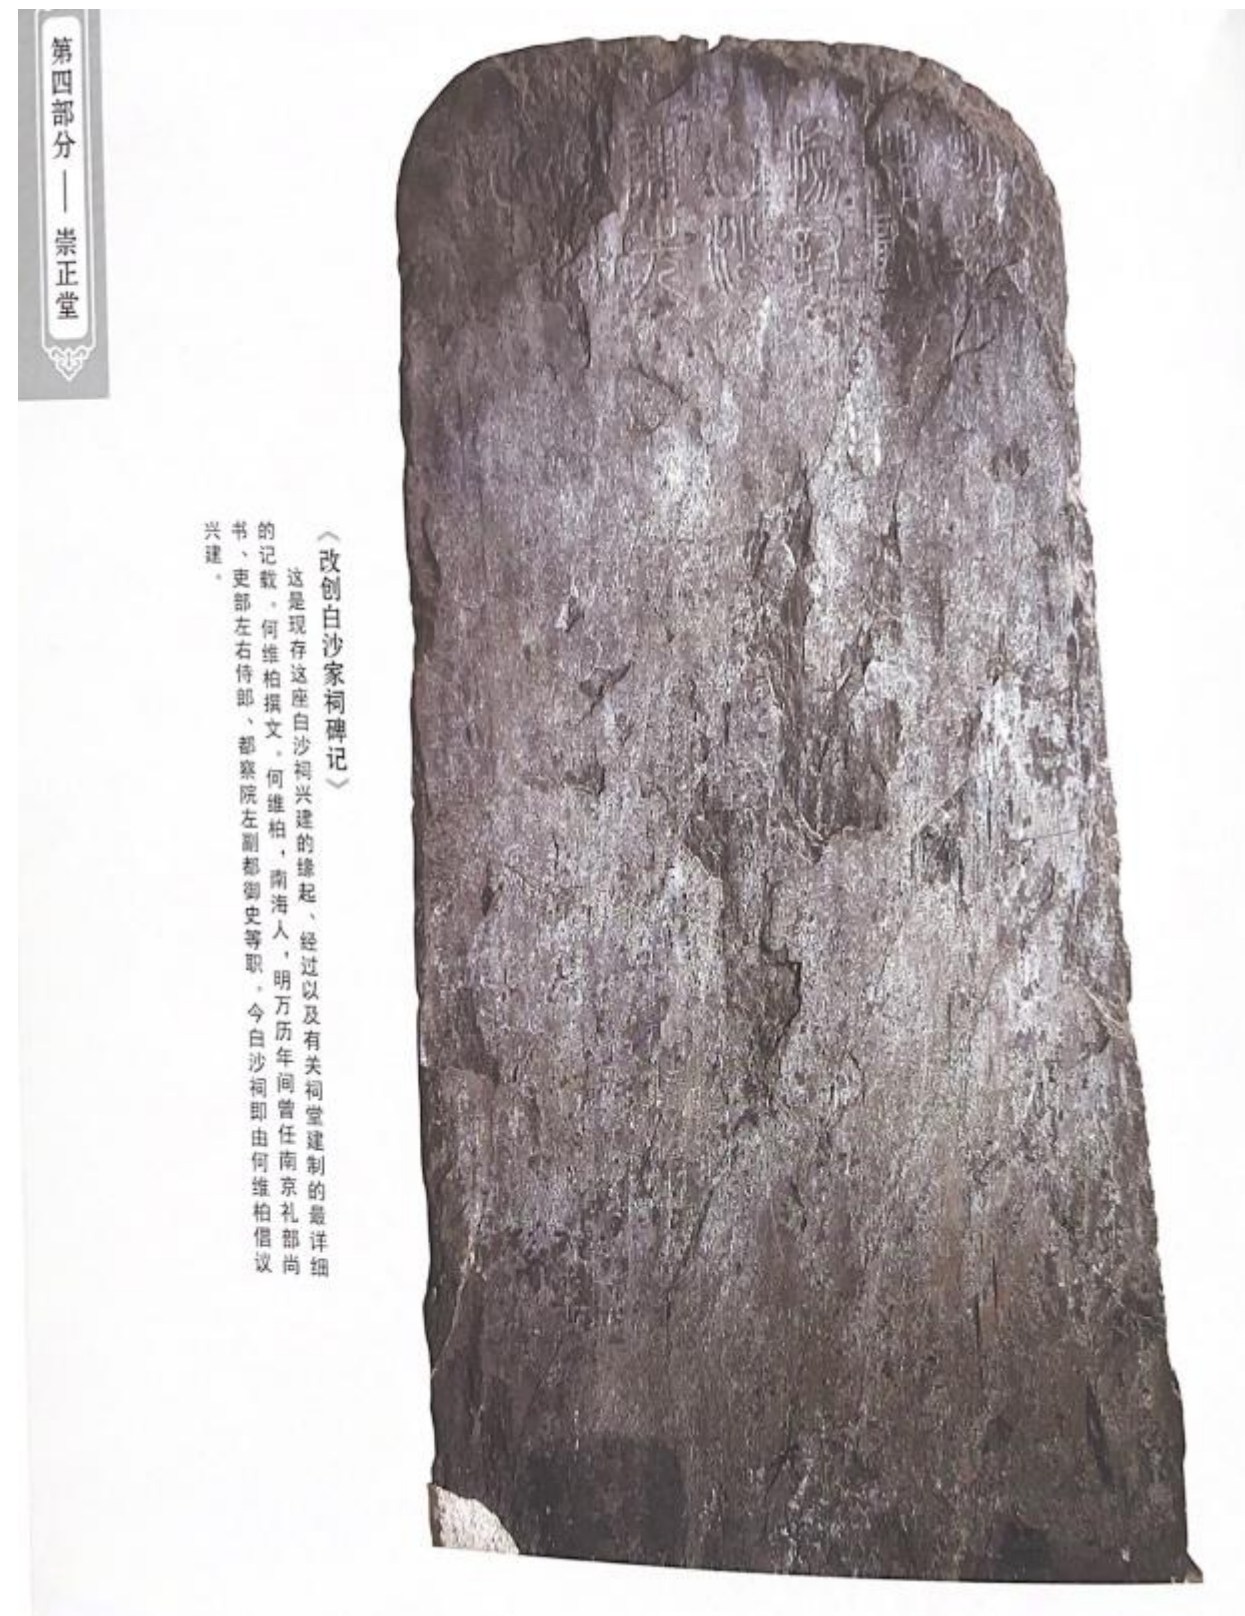 第四部分——崇正堂
《改创白沙家祠碑记》
这是现存这座白沙祠兴建的缘起、经过以及有关祠堂建制的最详细
的记载。何维柏撰文。何维柏，南海人，明万历年间曾任南京礼部尚
书、吏部左右侍郎、都察院左副都御史等职。今白沙祠即由何维柏倡议
兴建。